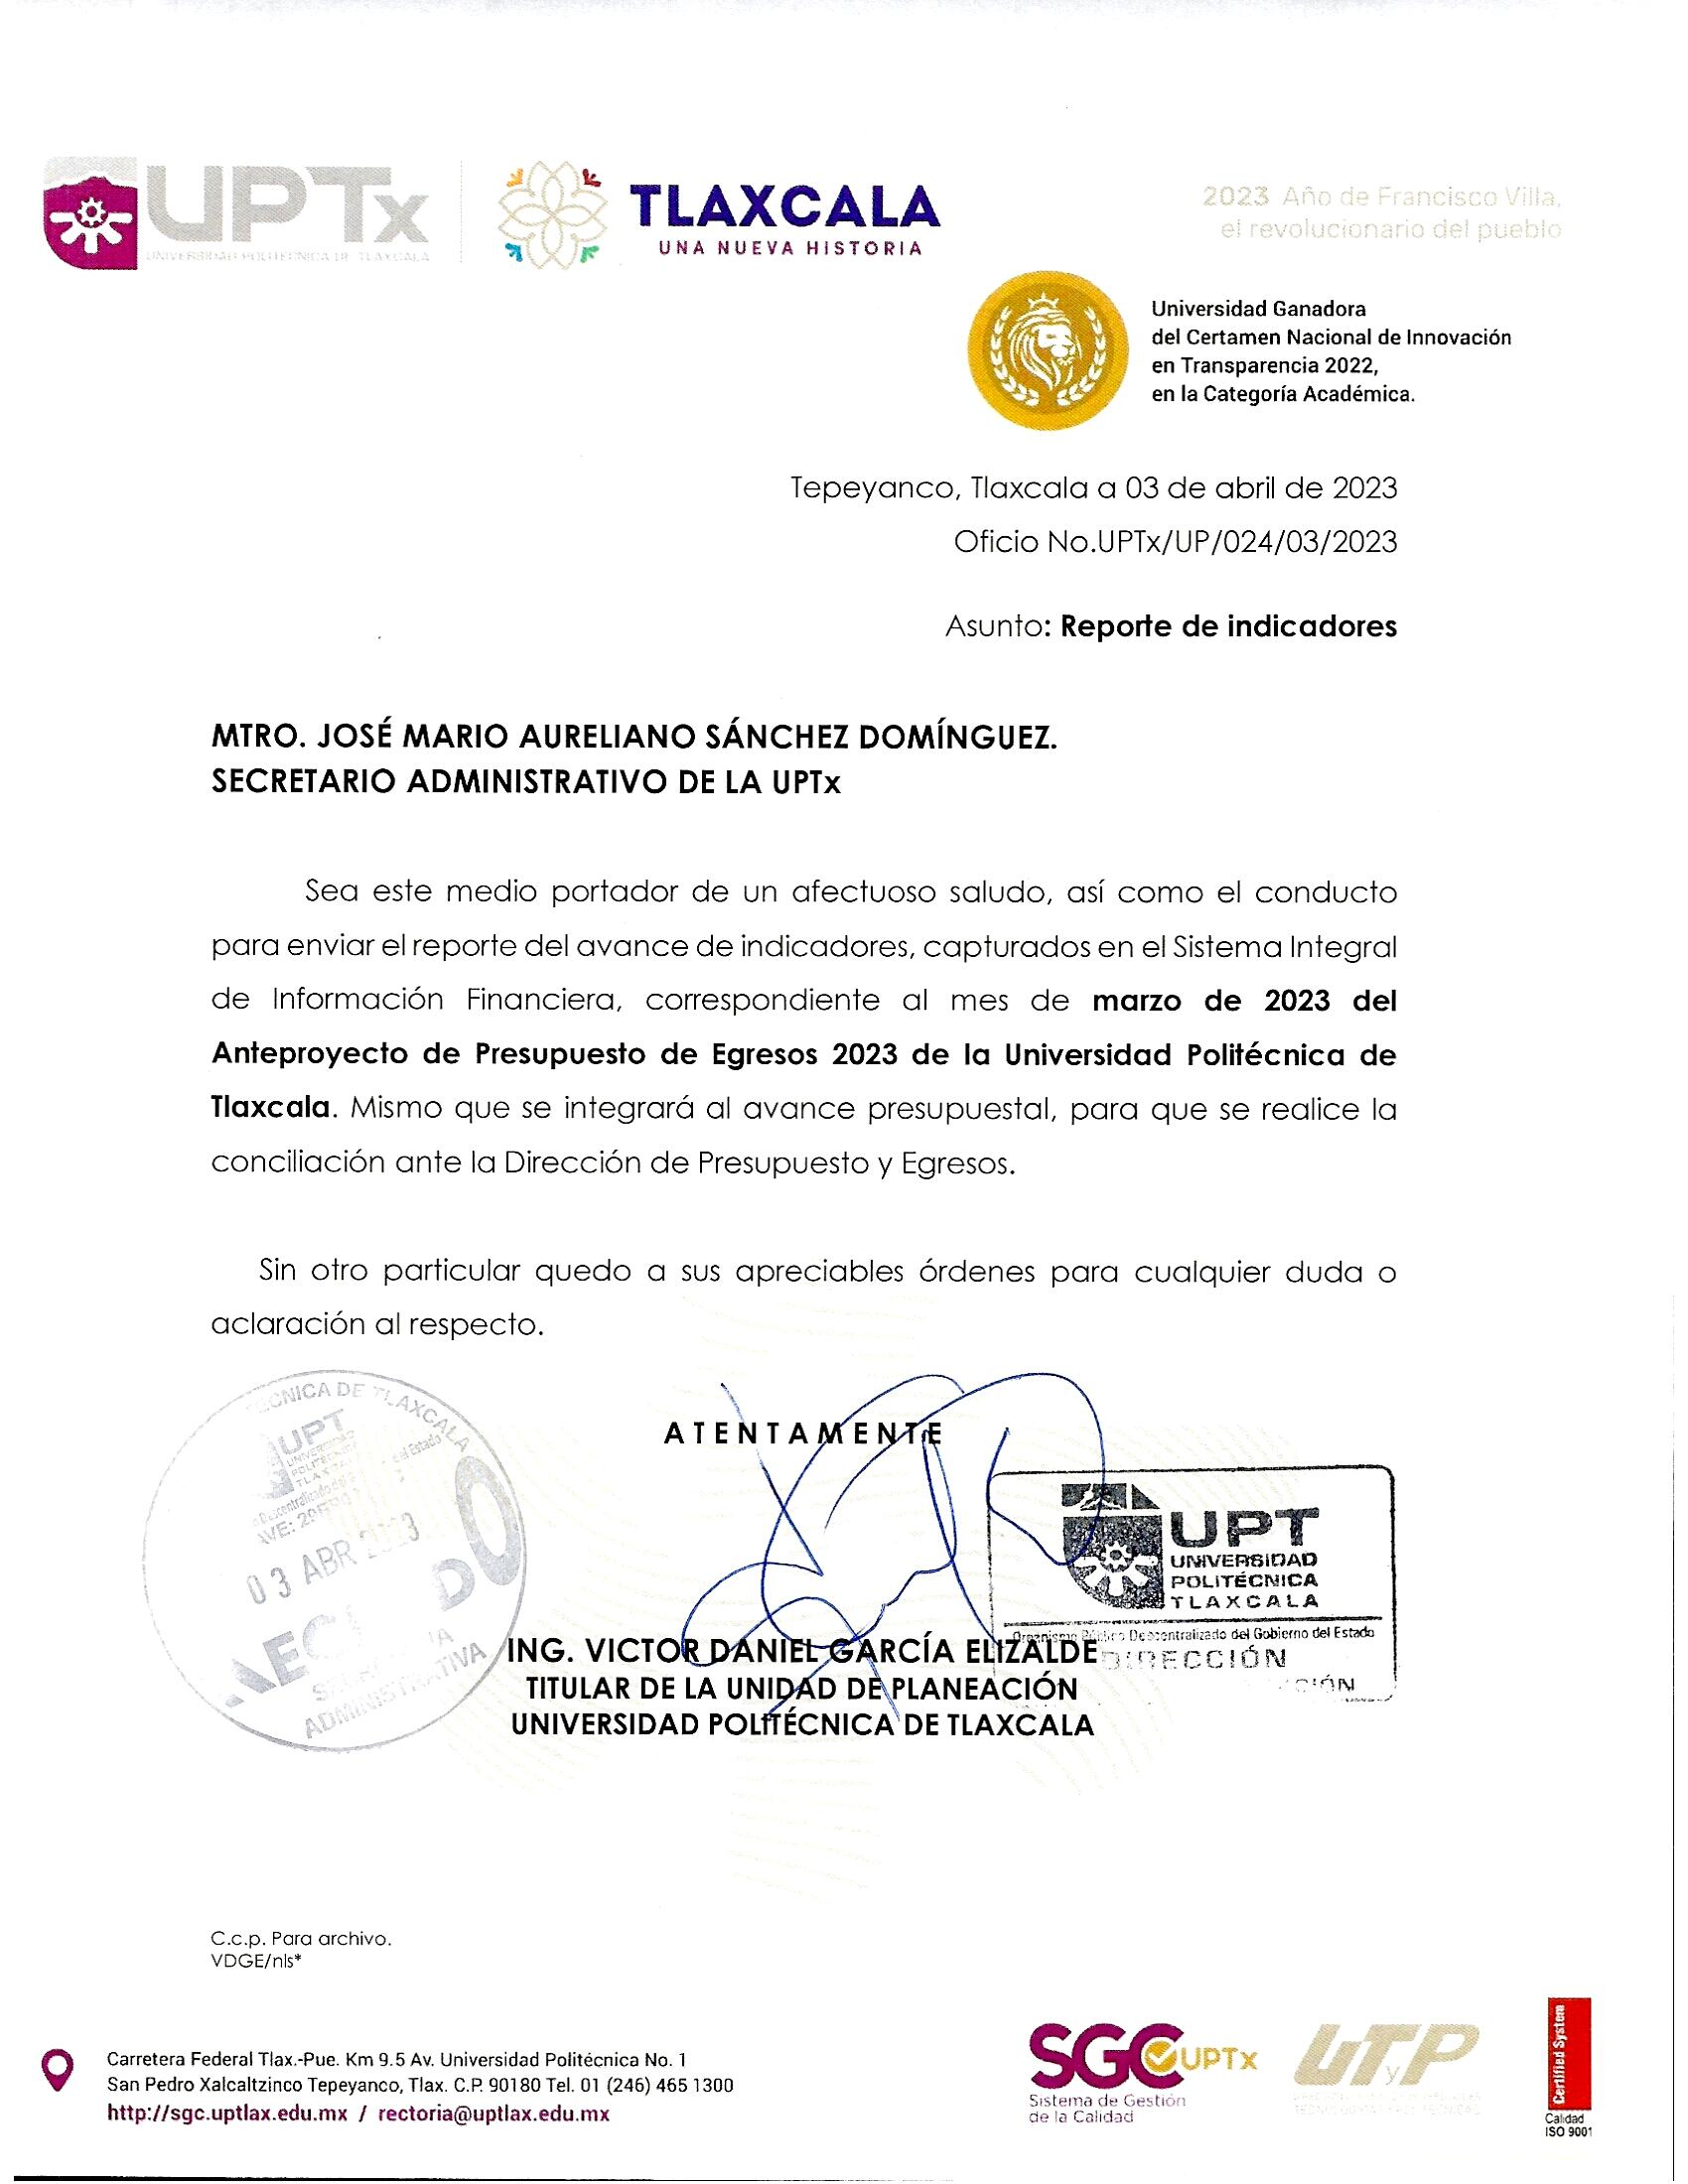 UPTx
UNIVERSIDAD POLITÉCNICA DE TLAXCALA
TLAXCALA
UNA NUEVA HISTORIA
2023 Año de Francisco Villa,
el revolucionario del pueblo
Universidad Ganadora
del Certamen Nacional de Innovación
en Transparencia 2022,
en la Categoría Académica.
Tepeyanco, Tlaxcala a 03 de abril de 2023
Oficio No.UPTx/UP/024/03/2023
Asunto: Reporte de indicadores
MTRO. JOSÉ MARIO AURELIANO SÁNCHEZ DOMÍNGUEZ.
SECRETARIO ADMINISTRATIVO DE LA UPTx
Sea este medio portador de un afectuoso saludo, así como el conducto
para enviar el reporte del avance de indicadores, capturados en el Sistema Integral
de Información Financiera, correspondiente al mes de marzo de 2023 del
Anteproyecto de Presupuesto de Egresos 2023 de la Universidad Politécnica de
Tlaxcala. Mismo que se integrará al avance presupuestal, para que se realice la
conciliación ante la Dirección de Presupuesto y Egresos.
Sin otro particular quedo a sus apreciables órdenes para cualquier duda o
aclaración al respecto.
DE TLAXCALA
UPT
03 ABR 2023
ADMINISTRATIVA
ATENTAMENTE
UPT
UNIVERSIDAD
POLITÉCNICA
TLAXCALA
Organismo Público Descentralizado del Gobierno del Estado
DIRECCIÓN
ING. VICTOR DANIEL GARCÍA ELIZALDE
TITULAR DE LA UNIDAD DE PLANEACIÓN
UNIVERSIDAD POLITÉCNICA DE TLAXCALA
C.c.p. Para archivo.
VDGE/nls*
Carretera Federal Tlax.-Pue. Km 9.5 Av. Universidad Politécnica No. 1
San Pedro Xalcaltzinco Tepeyanco, Tlax. C.P. 90180 Tel. 01 (246) 465 1300
http://sgc.uptlax.edu.mx / rectoria@uptlax.edu.mx
SGC UPTx
Sistema de Gestión
de la Calidad
UTyP
Certified System
Calidad
ISO 9001